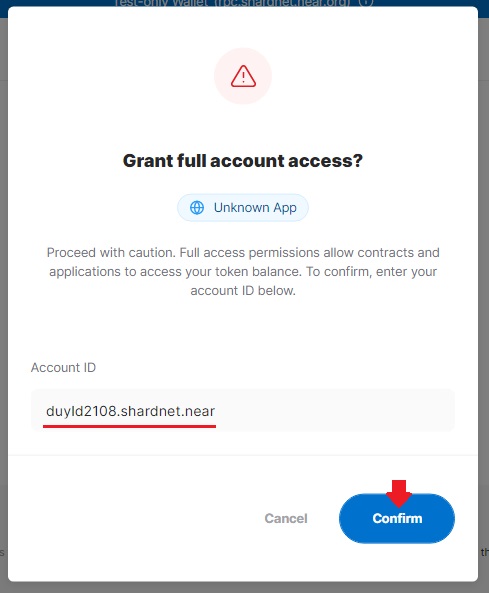 Test-only Wallet (rpc.shardnet.near.org)
Grant full account access?
Unknown App
Proceed with caution. Full access permissions allow contracts and
applications to access your token balance. To confirm, enter your
account ID below.
Account ID
duyld2108.shardnet.near
Cancel
Confirm